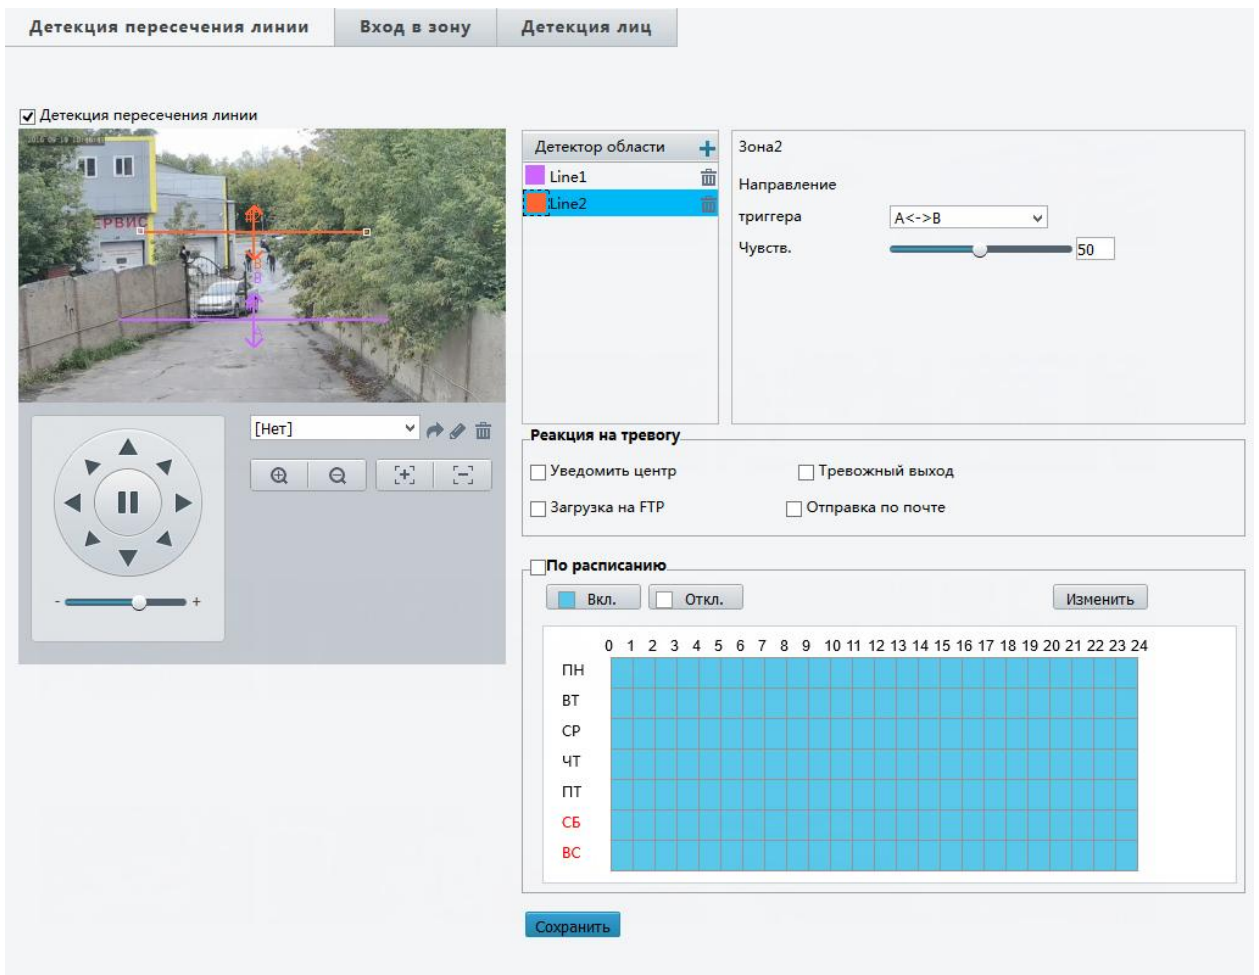 Детекция пересечения линии
Вход в зону
Детекция лиц
Детекция пересечения линии
РВИС
A
B
B
A
Детектор области +
Line1
Line2
Зона2
Направление
триггера A<->B
Чувств. 50
[Нет]
- +
Реакция на тревогу
Уведомить центр
Тревожный выход
Загрузка на FTP
Отправка по почте
По расписанию
Вкл.
Откл.
Изменить
0 1 2 3 4 5 6 7 8 9 10 11 12 13 14 15 16 17 18 19 20 21 22 23 24
ПН
ВТ
СР
ЧТ
ПТ
СБ
ВС
Сохранить